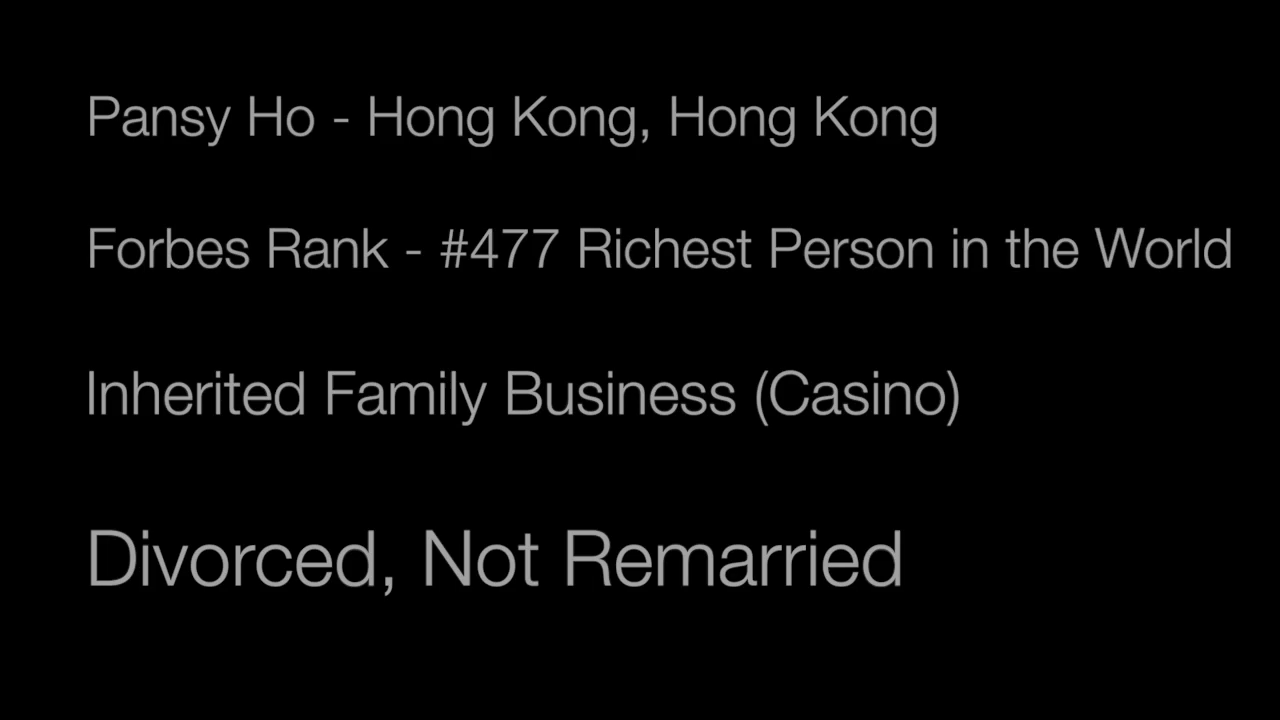 Pansy Ho - Hong Kong, Hong Kong
Forbes Rank - #477 Richest Person in the World
Inherited Family Business (Casino)
Divorced, Not Remarried